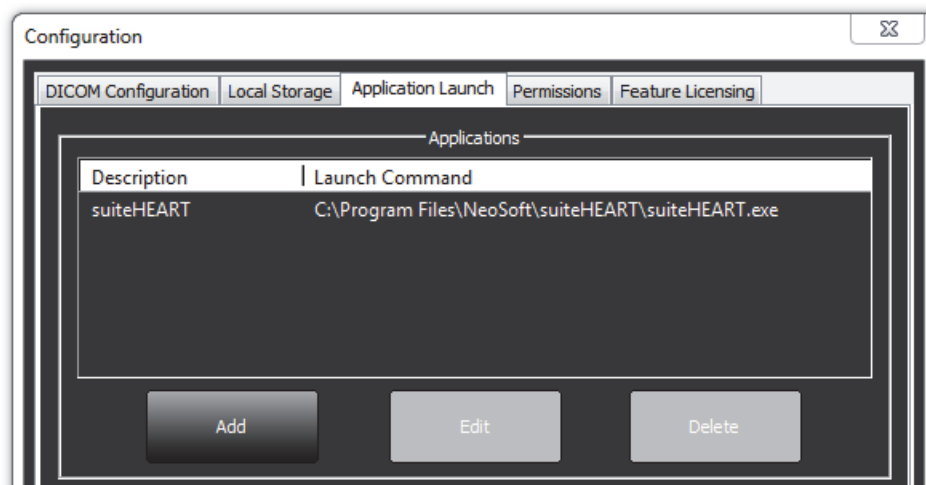 Configuration
DICOM Configuration Local Storage Application Launch Permissions Feature Licensing
Applications
Description Launch Command
suiteHEART C:\Program Files\NeoSoft\suiteHEART\suiteHEART.exe
Add Edit Delete